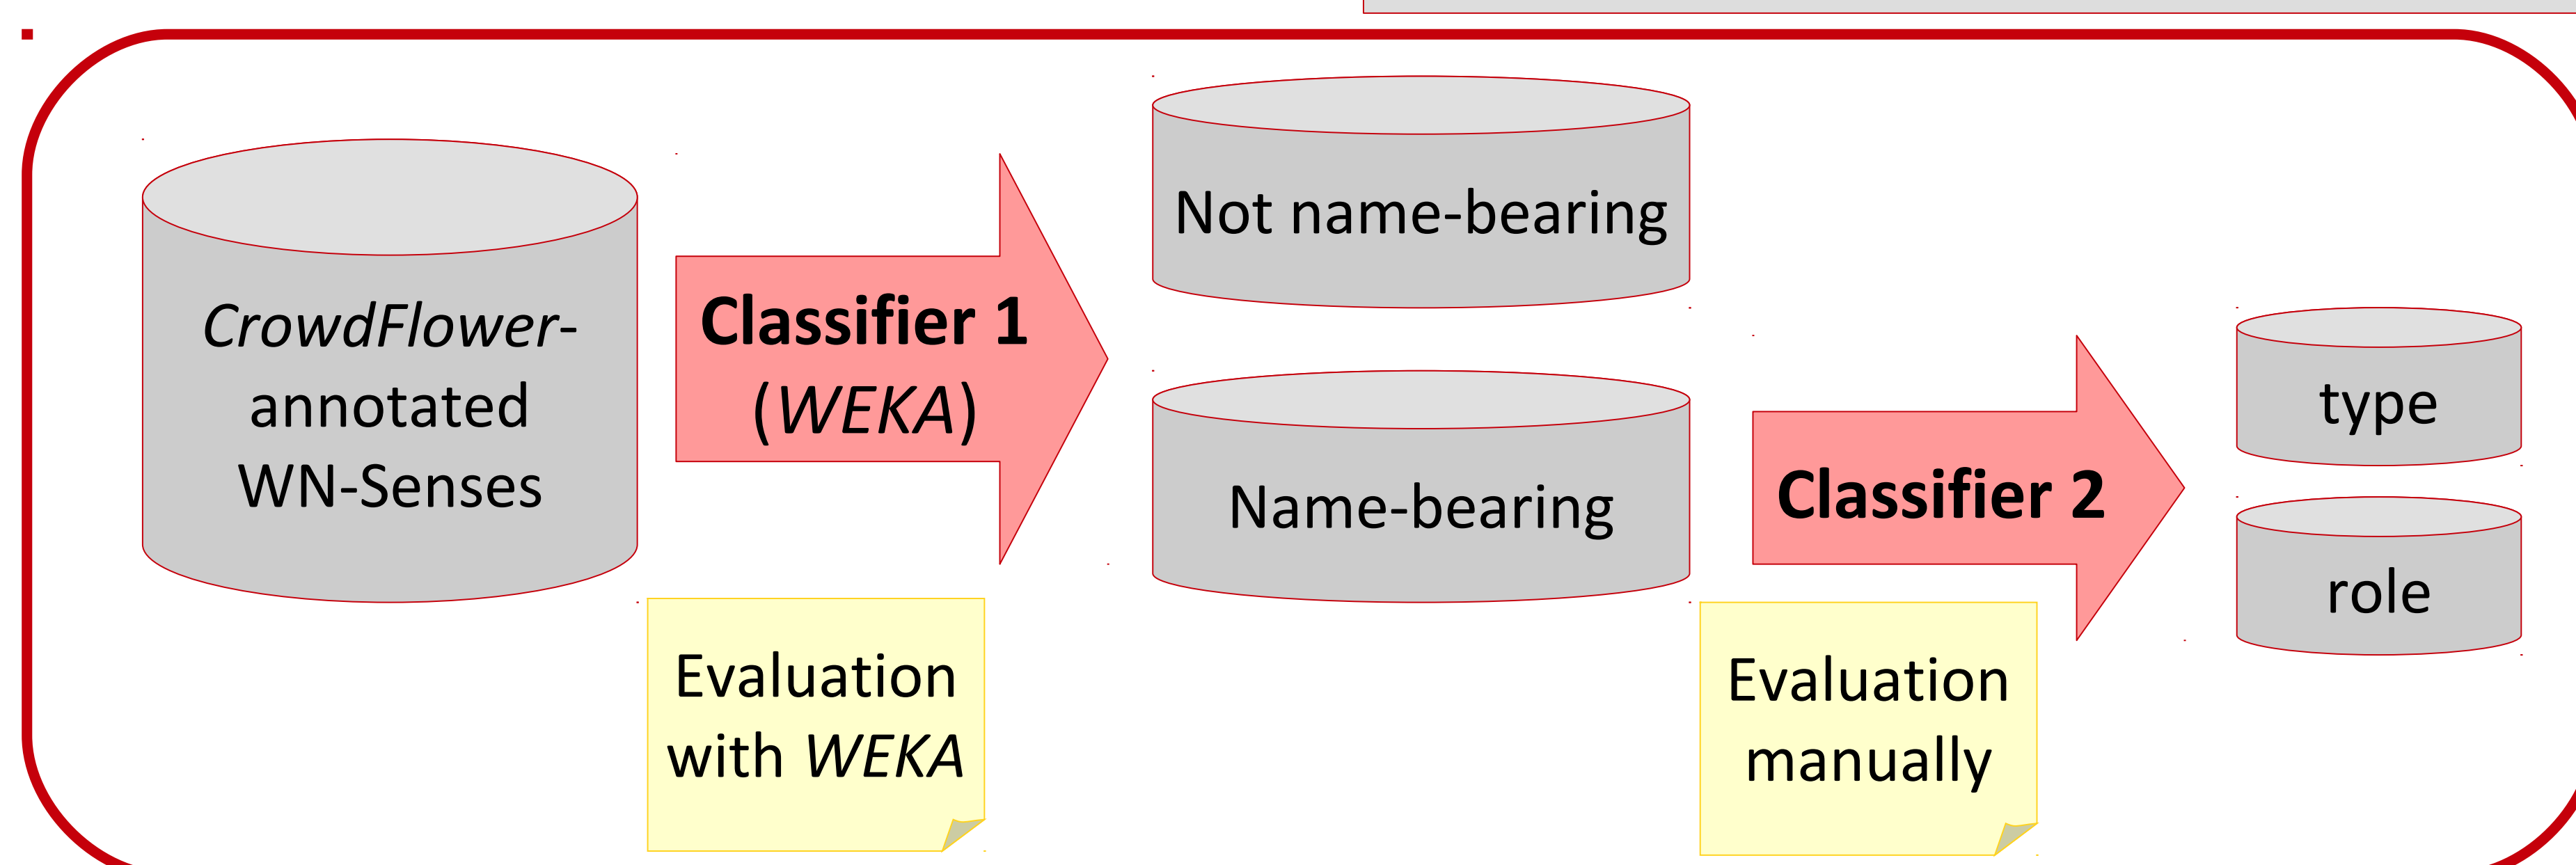 CrowdFlower-
annotated
WN-Senses
Classifier 1
(WEKA)
Evaluation
with WEKA
Not name-bearing
Name-bearing
Classifier 2
Evaluation
manually
type
role